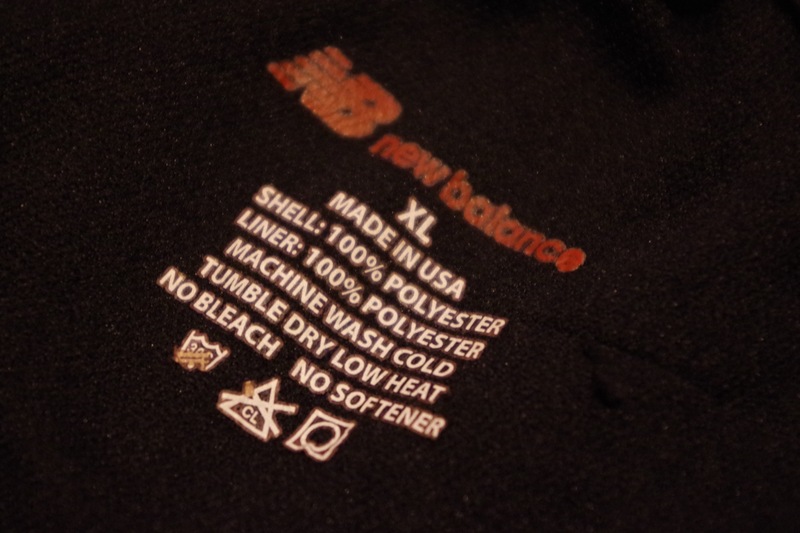 NB
new balance
XL
MADE IN USA
SHELL: 100% POLYESTER
LINER: 100% POLYESTER
MACHINE WASH COLD
TUMBLE DRY LOW HEAT
NO BLEACH NO SOFTENER
CL